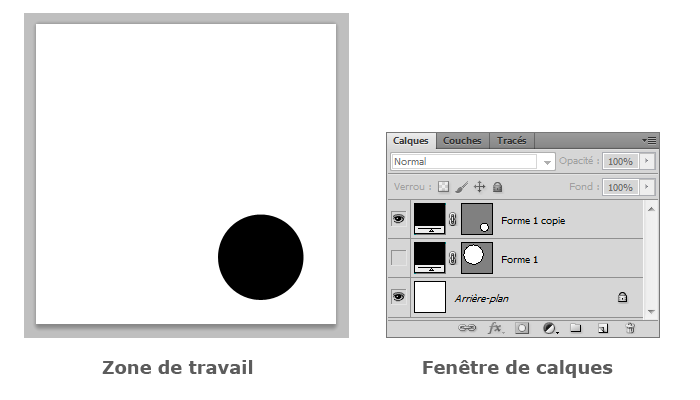 Calques Couches Tracés
Normal Opacité : 100%
Verrou : Fond : 100%
Forme 1 copie
Forme 1
Arrière-plan
fx
Zone de travail Fenêtre de calques